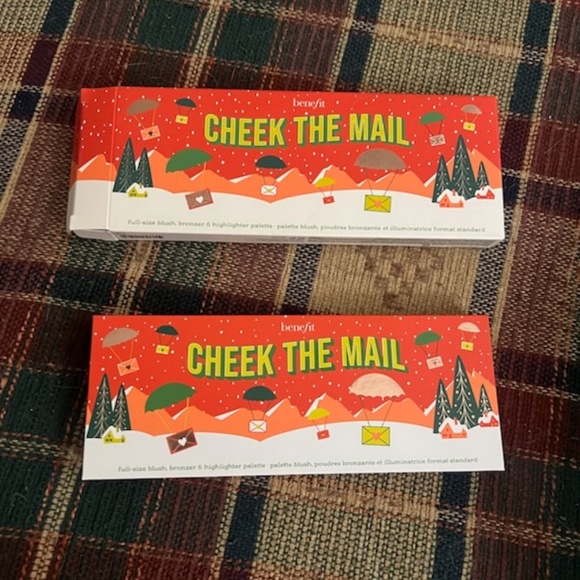 benefit
CHEEK THE MAIL
full-size blush, bronzer & highlighter palette · palette blush, poudres bronzante et illuminatrice format standard
benefit
CHEEK THE MAIL
full-size blush, bronzer & highlighter palette · palette blush, poudres bronzante et illuminatrice format standard